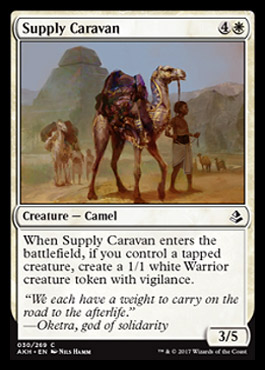 Supply Caravan 4
Creature — Camel
When Supply Caravan enters the
battlefield, if you control a tapped
creature, create a 1/1 white Warrior
creature token with vigilance.
“We each have a weight to carry on the
road to the afterlife.”
—Oketra, god of solidarity
3/5
030/269 C
AKH • EN NILS HAMM
™ & © 2017 Wizards of the Coast